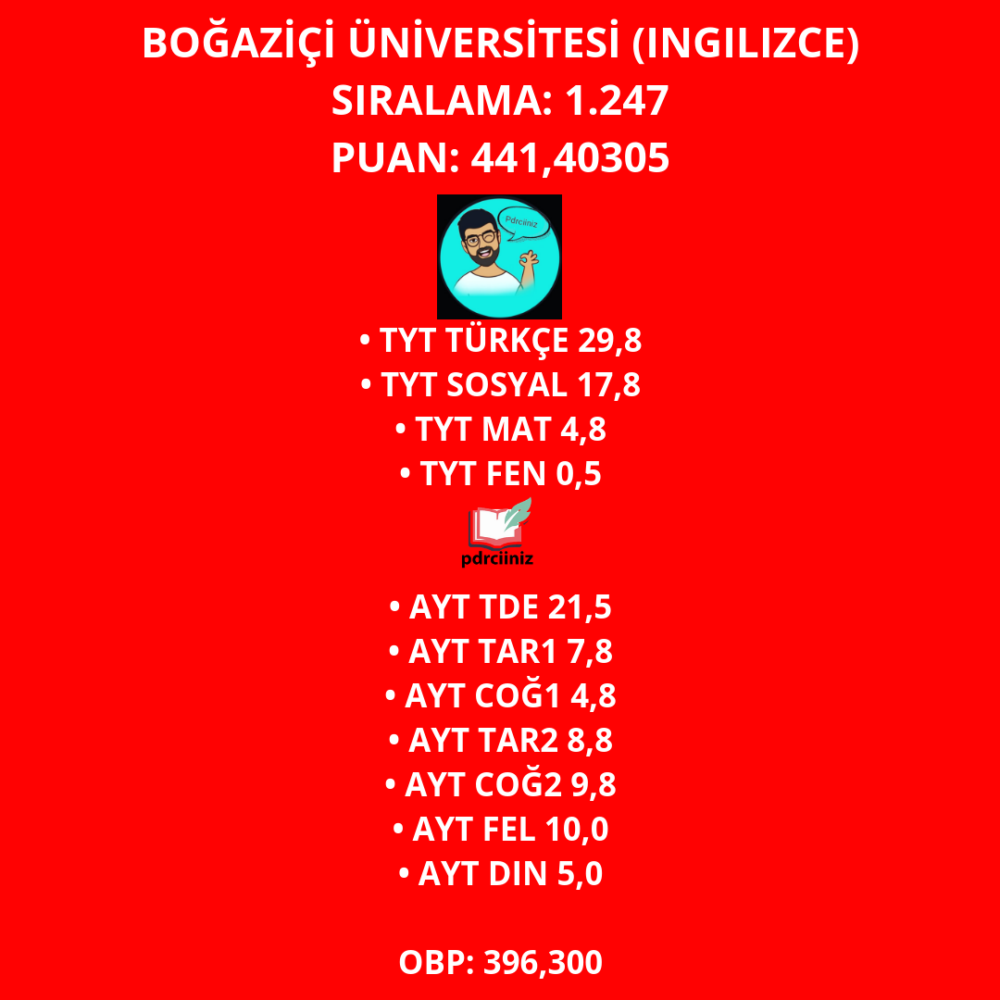 BOĞAZİÇİ ÜNİVERSİTESİ (INGILIZCE)
SIRALAMA: 1.247
PUAN: 441,40305
Pdrciiniz
• TYT TÜRKÇE 29,8
• TYT SOSYAL 17,8
• TYT MAT 4,8
• TYT FEN 0,5
pdrciiniz
• AYT TDE 21,5
• AYT TAR1 7,8
• AYT COĞ1 4,8
• AYT TAR2 8,8
• AYT COĞ2 9,8
• AYT FEL 10,0
• AYT DIN 5,0
OBP: 396,300